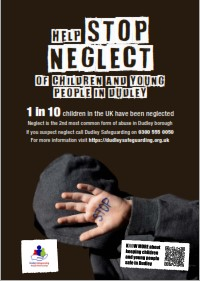 HELP STOP
NEGLECT
OF CHILDREN AND YOUNG
PEOPLE IN DUDLEY
1 in 10 children in the UK have been neglected
Neglect is the 2nd most common form of abuse in Dudley borough
If you suspect neglect call Dudley Safeguarding on 0300 555 0050
For more information visit https://dudleysafeguarding.org.uk
STOP
KNOW MORE about
keeping children
and young people
safe in Dudley